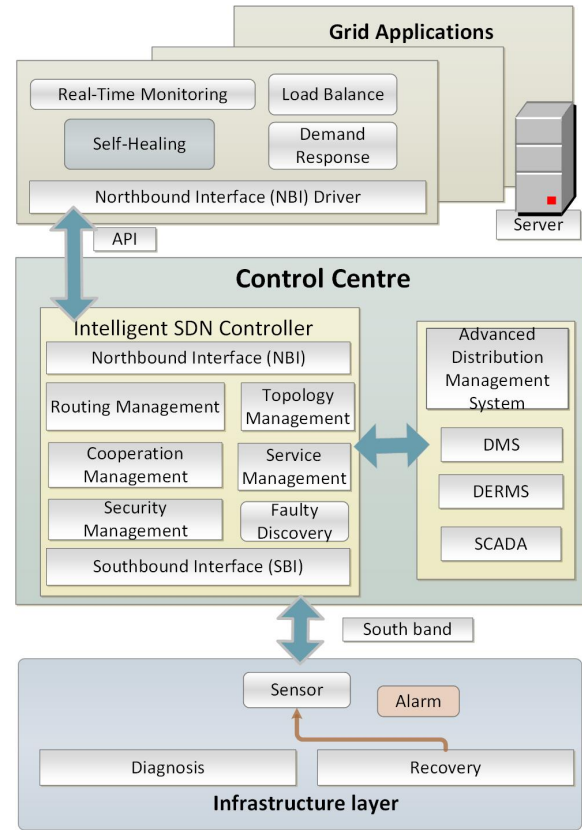 Grid Applications
Real-Time Monitoring
Load Balance
Self-Healing
Demand
Response
Northbound Interface (NBI) Driver
Server
API
Control Centre
Intelligent SDN Controller
Northbound Interface (NBI)
Routing Management
Topology
Management
Cooperation
Management
Service
Management
Security
Management
Faulty
Discovery
Southbound Interface (SBI)
Advanced
Distribution
Management
System
DMS
DERMS
SCADA
South band
Sensor
Alarm
Diagnosis
Recovery
Infrastructure layer